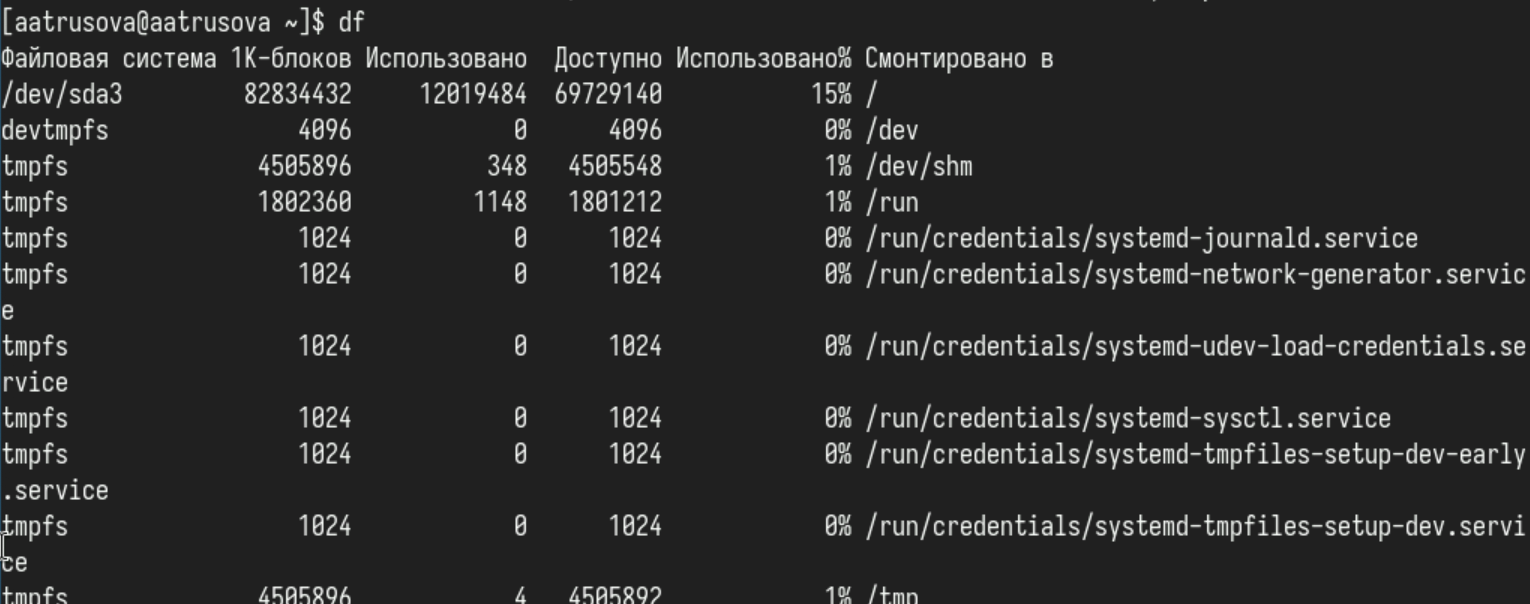 [aatrusova@aatrusova ~]$ df
Файловая система 1K-блоков Использовано  Доступно Использовано% Смонтировано в
/dev/sda3         82834432     12019484  69729140           15% /
devtmpfs              4096            0      4096            0% /dev
tmpfs              4505896          348   4505548            1% /dev/shm
tmpfs              1802360         1148   1801212            1% /run
tmpfs                 1024            0      1024            0% /run/credentials/systemd-journald.service
tmpfs                 1024            0      1024            0% /run/credentials/systemd-network-generator.servic
e
tmpfs                 1024            0      1024            0% /run/credentials/systemd-udev-load-credentials.se
rvice
tmpfs                 1024            0      1024            0% /run/credentials/systemd-sysctl.service
tmpfs                 1024            0      1024            0% /run/credentials/systemd-tmpfiles-setup-dev-early
.service
tmpfs                 1024            0      1024            0% /run/credentials/systemd-tmpfiles-setup-dev.servi
ce
tmpfs              4505896            4   4505892            1% /tmp